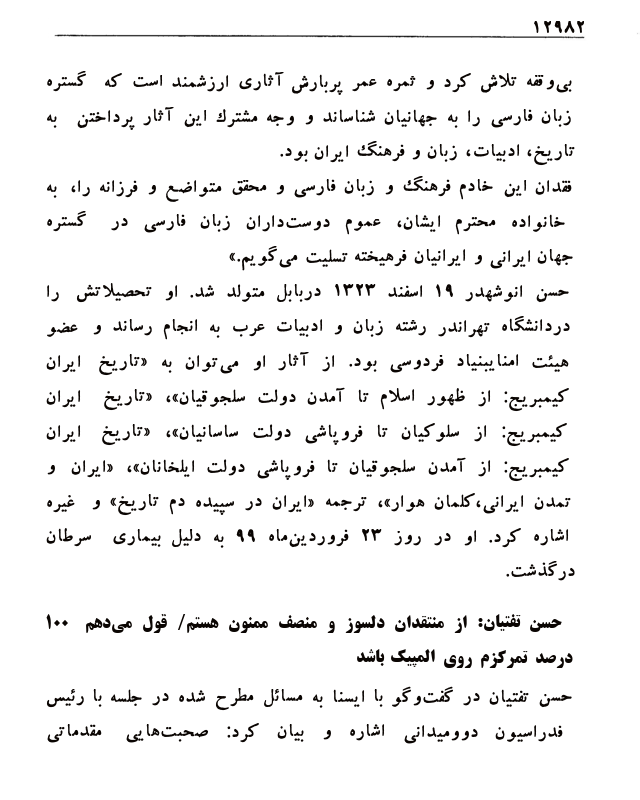 ۱۲۹۸۲
بی‌وقفه تلاش کرد و ثمره عمر پربارش آثاری ارزشمند است که گستره
زبان فارسی را به جهانیان شناساند و وجه مشترك این آثار پرداختن به
تاریخ، ادبیات، زبان و فرهنگ ایران بود.
فقدان این خادم فرهنگ و زبان فارسی و محقق متواضع و فرزانه را، به
خانواده محترم ایشان، عموم دوست‌داران زبان فارسی در گستره
جهان ایرانی و ایرانیان فرهیخته تسلیت می‌گویم.»
حسن انوشهدر ۱۹ اسفند ۱۳۲۳ دربابل متولد شد. او تحصیلاتش را
دردانشگاه تهراندر رشته زبان و ادبیات عرب به انجام رساند و عضو
هیئت امنایبنیاد فردوسی بود. از آثار او می‌توان به «تاریخ ایران
کیمبریج: از ظهور اسلام تا آمدن دولت سلجوقیان»، «تاریخ ایران
کیمبریج: از سلوکیان تا فروپاشی دولت ساسانیان»، «تاریخ ایران
کیمبریج: از آمدن سلجوقیان تا فروپاشی دولت ایلخانان»، «ایران و
تمدن ایرانی،کلمان هوار»، ترجمه «ایران در سپیده دم تاریخ» و غیره
اشاره کرد. او در روز ۲۳ فروردین‌ماه ۹۹ به دلیل بیماری سرطان
درگذشت.
حسن تفتیان: از منتقدان دلسوز و منصف ممنون هستم/ قول می‌دهم ۱۰۰
درصد تمرکزم روی المپیک باشد
حسن تفتیان در گفت‌وگو با ایسنا به مسائل مطرح شده در جلسه با رئیس
فدراسیون دوومیدانی اشاره و بیان کرد: صحبت‌هایی مقدماتی